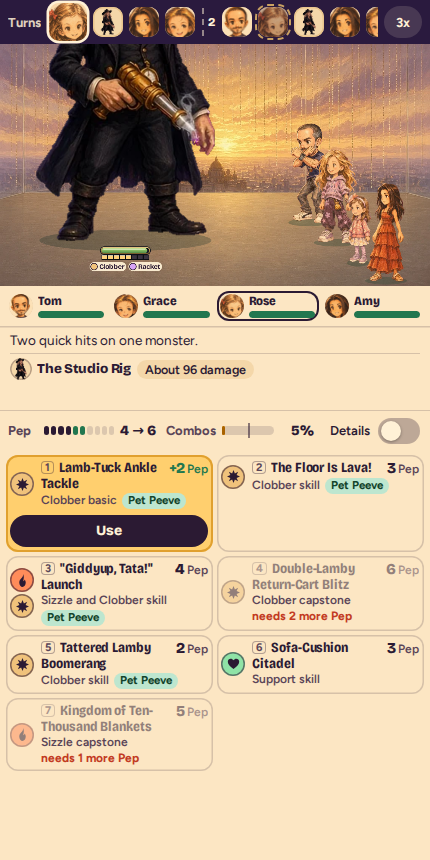 Turns
2
3x
Clobber Racket
Tom
Grace
Rose
Amy
Two quick hits on one monster.
The Studio Rig About 96 damage
Pep 4 → 6 Combos 5% Details
1 Lamb-Tuck Ankle Tackle +2 Pep
Clobber basic Pet Peeve
Use
2 The Floor Is Lava! 3 Pep
Clobber skill Pet Peeve
3 "Giddyup, Tata!" Launch 4 Pep
Sizzle and Clobber skill
Pet Peeve
4 Double-Lamby Return-Cart Blitz 6 Pep
Clobber capstone
needs 2 more Pep
5 Tattered Lamby Boomerang 2 Pep
Clobber skill Pet Peeve
6 Sofa-Cushion Citadel 3 Pep
Support skill
7 Kingdom of Ten-Thousand Blankets 5 Pep
Sizzle capstone
needs 1 more Pep